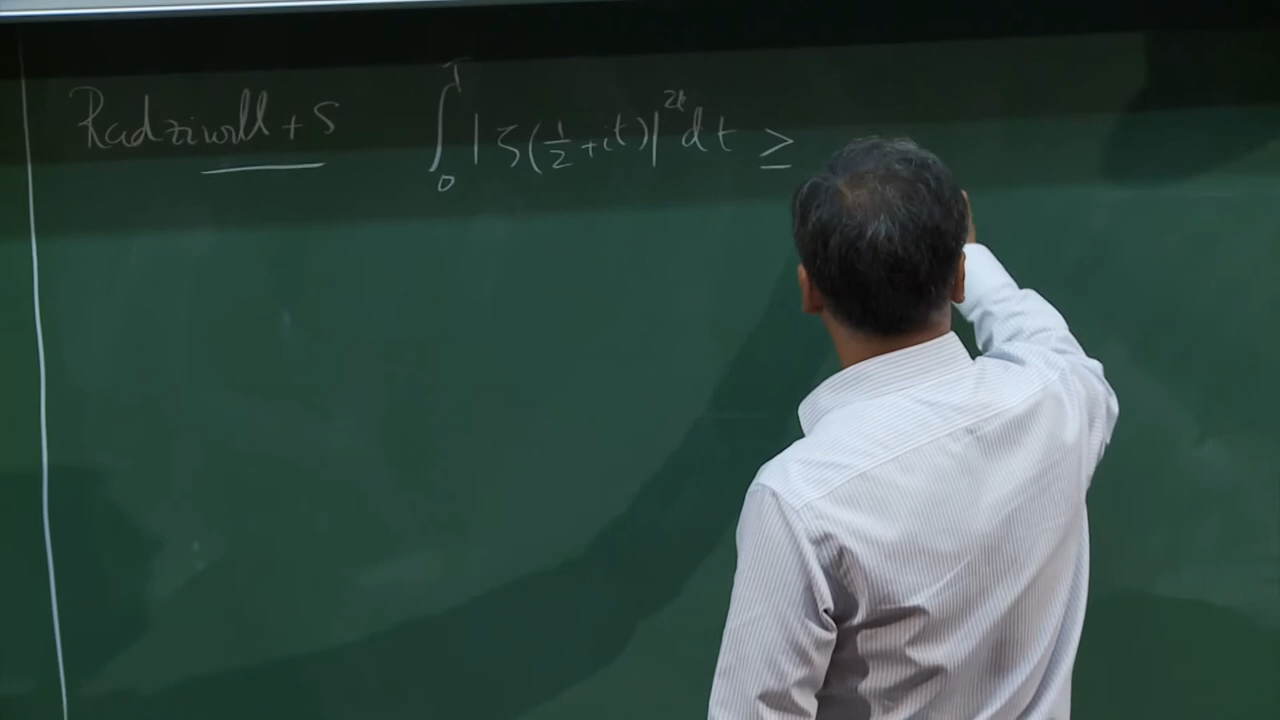 Radziwill + S ∫₀ᵀ |ζ(½+it)|^{2k} dt ≥